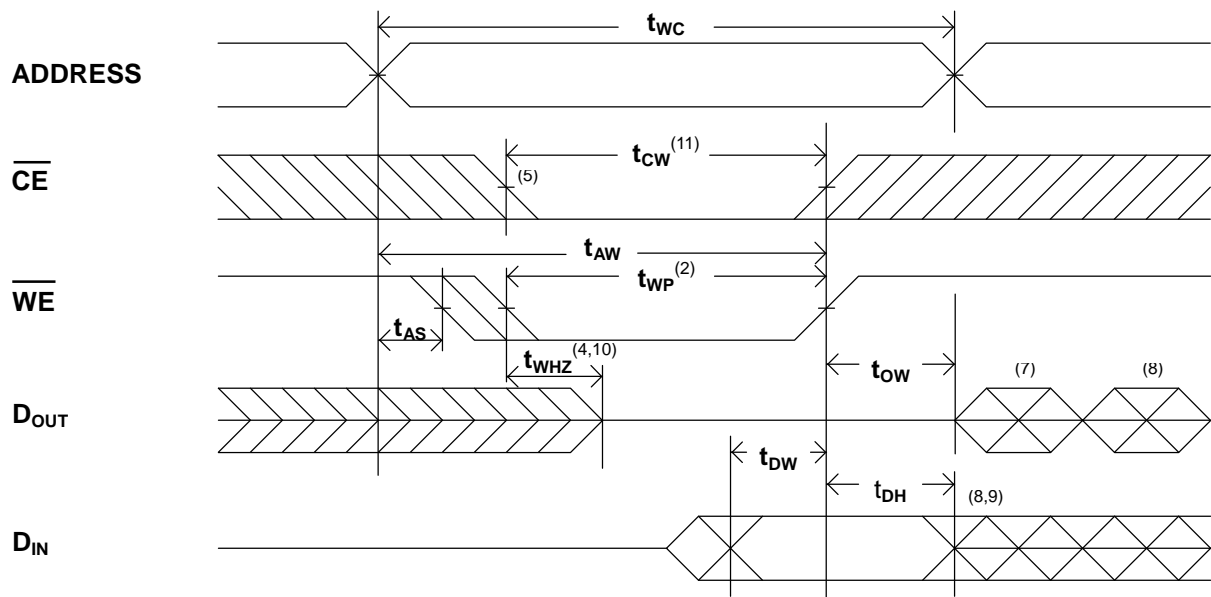 tWC
ADDRESS
tCW(11)
CE
(5)
tAW
tWP(2)
WE
tAS
tWHZ(4,10)
tOW
(7)
(8)
DOUT
tDW
tDH
(8,9)
DIN